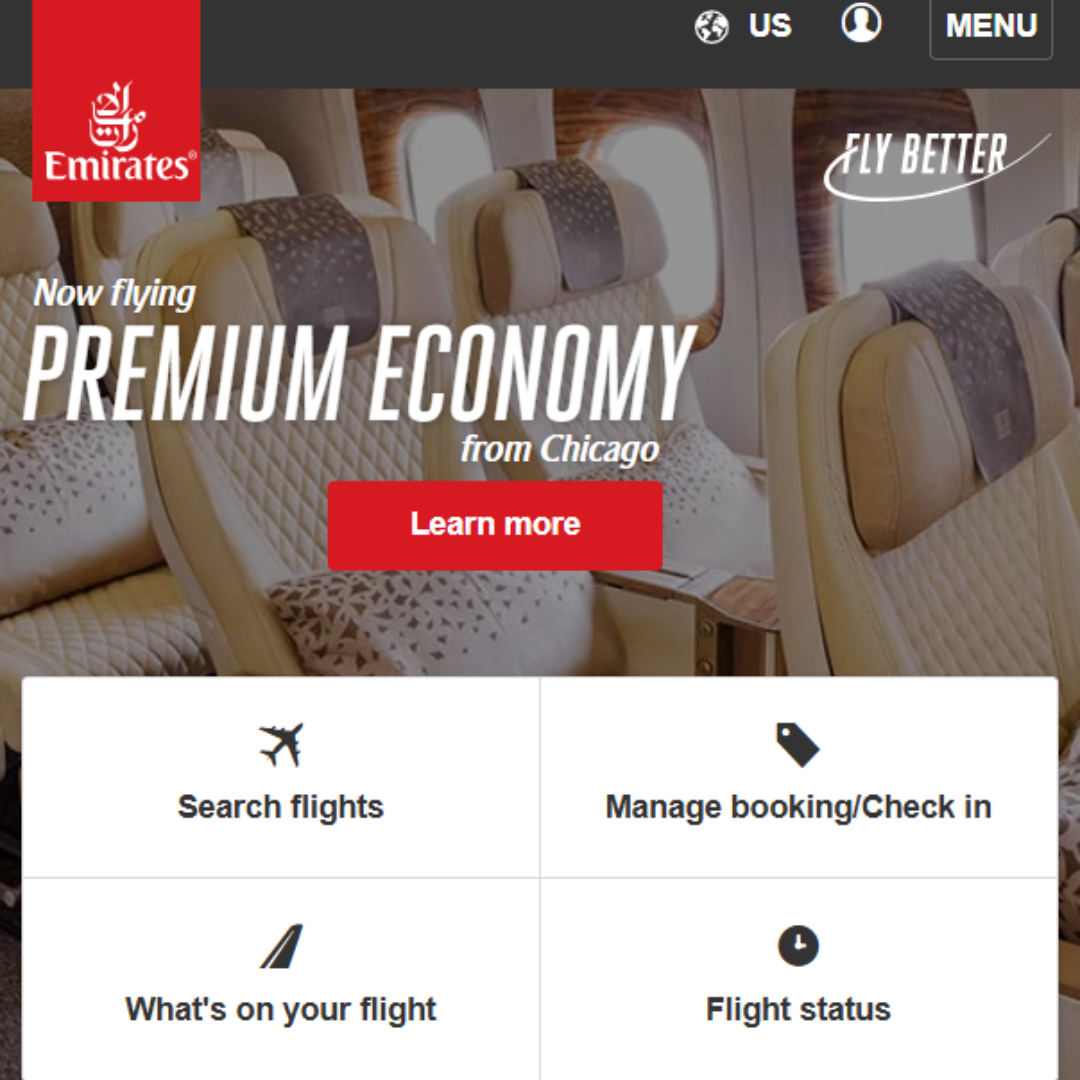 US
MENU
Emirates®
FLY BETTER
Now flying
PREMIUM ECONOMY
from Chicago
Learn more
Search flights
Manage booking/Check in
What's on your flight
Flight status